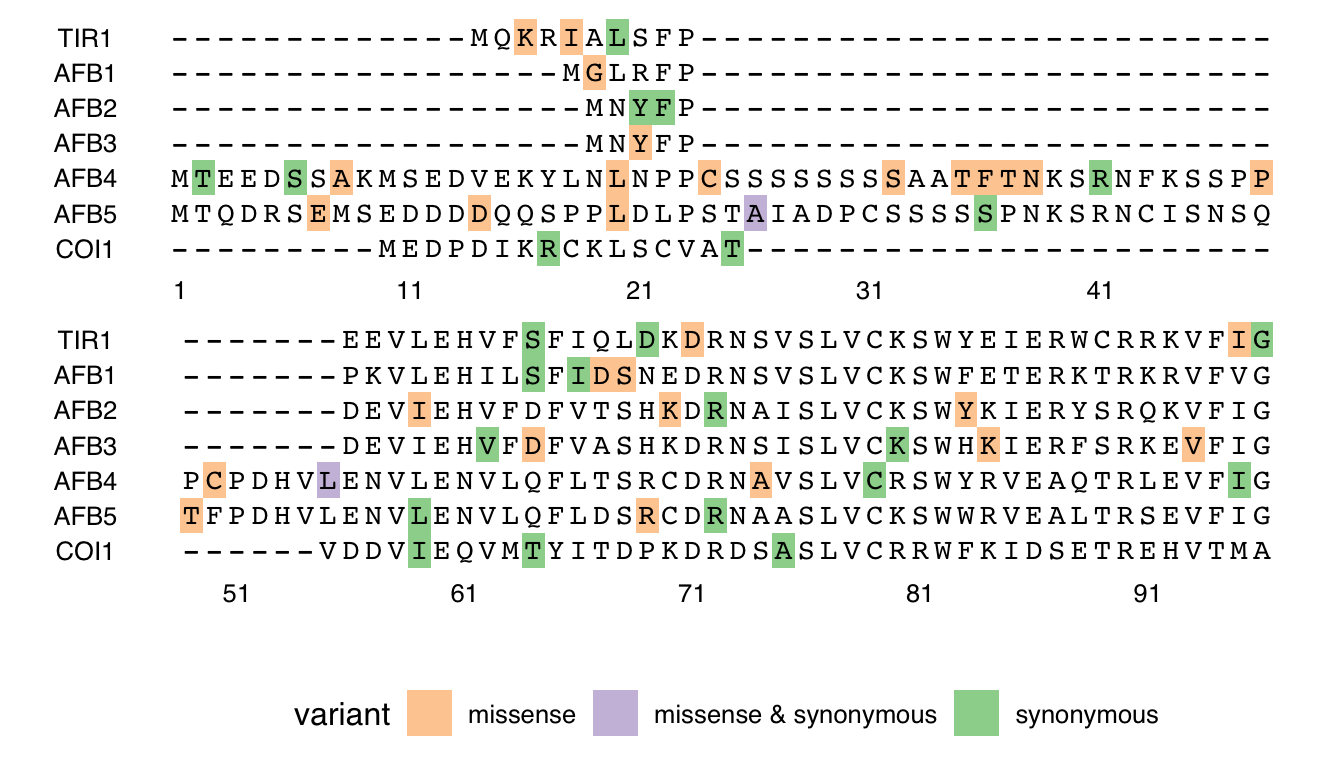 TIR1 -------------MQKRIALSFP-------------------------
AFB1 -----------------MGLRFP-------------------------
AFB2 ------------------MNYFP-------------------------
AFB3 ------------------MNYFP-------------------------
AFB4 MTEEDSSAKMSEDVEKYLNLNPPCSSSSSSSSAATFTNKSRNFKSSPP
AFB5 MTQDRSEMSEDDDDQQSPPLDLPSTAIADPCSSSSSPNKSRNCISNSQ
COI1 ---------MEDPDIKRCKLSCVAT-----------------------
1 11 21 31 41
TIR1 -------EEVLEHVFSFIQLDKDRNSVSLVCKSWYEIERWCRRKVFIG
AFB1 -------PKVLEHILSFIDSNEDRNSVSLVCKSWFETERKTRKRVFVG
AFB2 -------DEVIEHVFDFVTSHKDRNAISLVCKSWYKIERYSRQKVFIG
AFB3 -------DEVIEHVFDFVASHKDRNSISLVCKSWHKIERFSRKEVFIG
AFB4 PCPDHVLENVLENVLQFLTSRCDRNAVSLVCRSWYRVEAQTRLEVFIG
AFB5 TFPDHVLENVLENVLQFLDSRCDRNAASLVCKSWWRVEALTRSEVFIG
COI1 ------VDDVIEQVMTYITDPKDRDSASLVCRRWFKIDSETREHVTMA
51 61 71 81 91
variant missense missense & synonymous synonymous